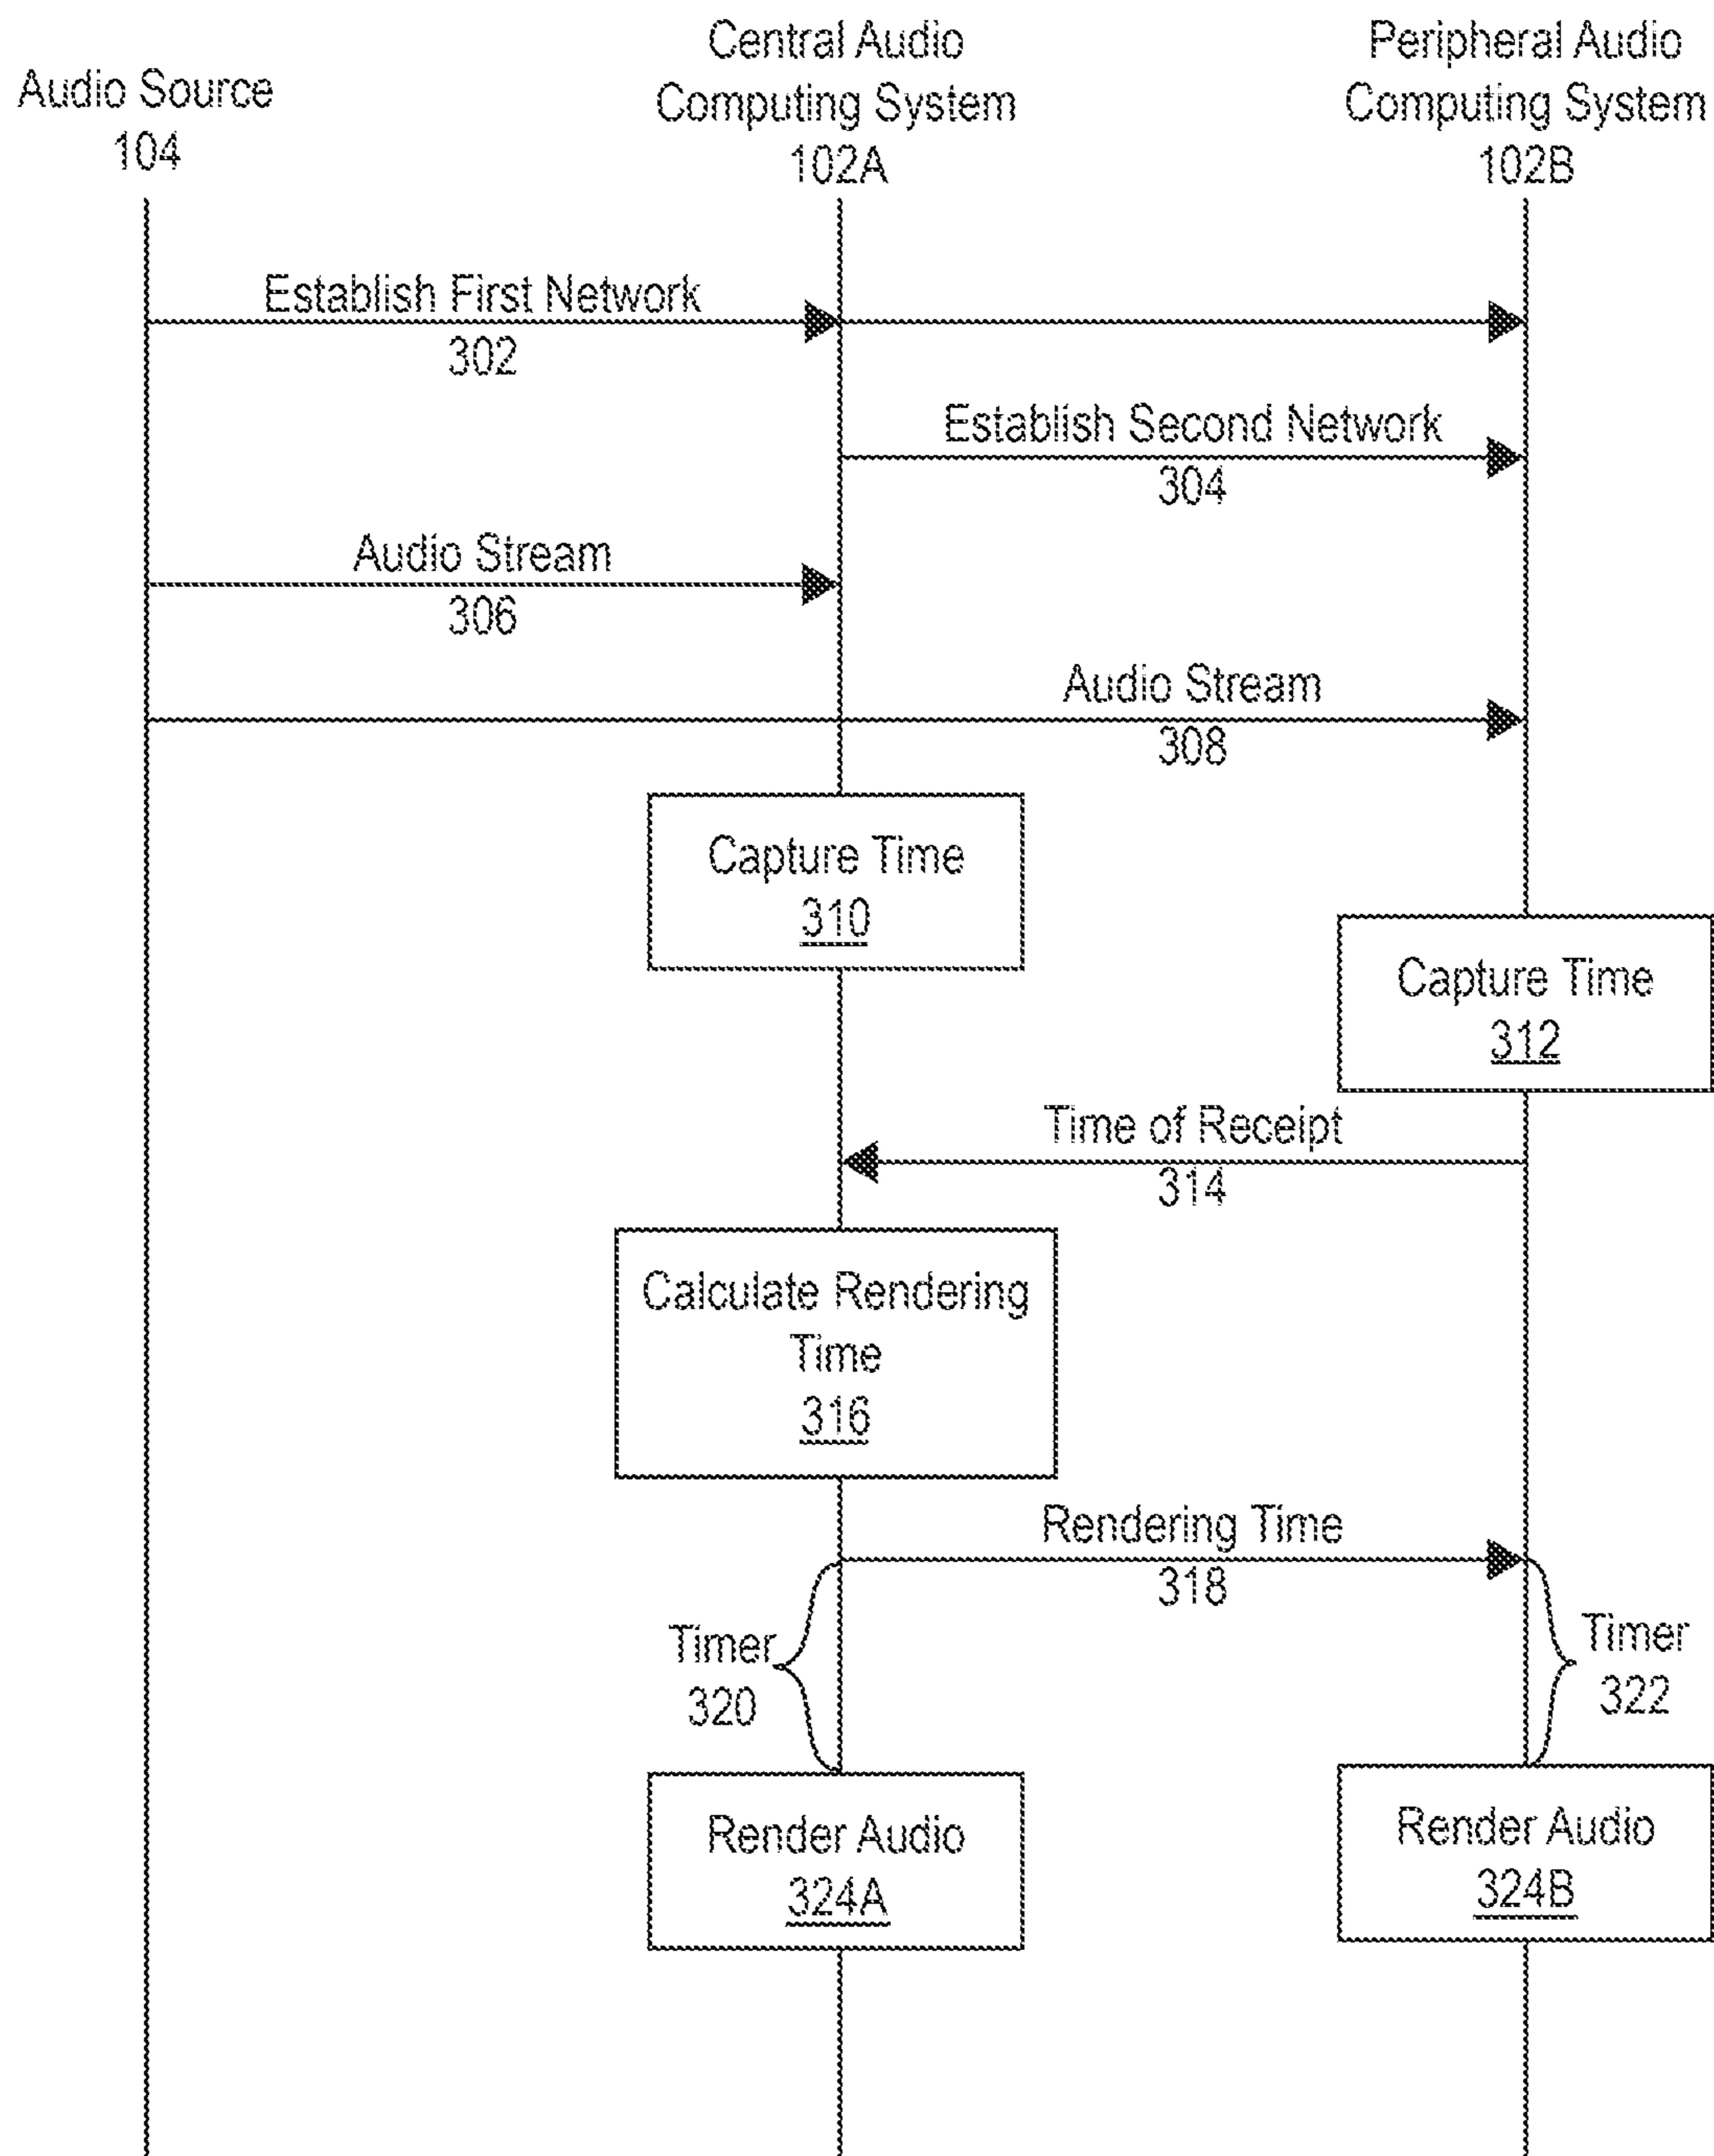 Audio Source
104
Central Audio
Computing System
102A
Peripheral Audio
Computing System
102B
Establish First Network
302
Establish Second Network
304
Audio Stream
306
Audio Stream
308
Capture Time
310
Capture Time
312
Time of Receipt
314
Calculate Rendering
Time
316
Rendering Time
318
Timer
320
Timer
322
Render Audio
324A
Render Audio
324B